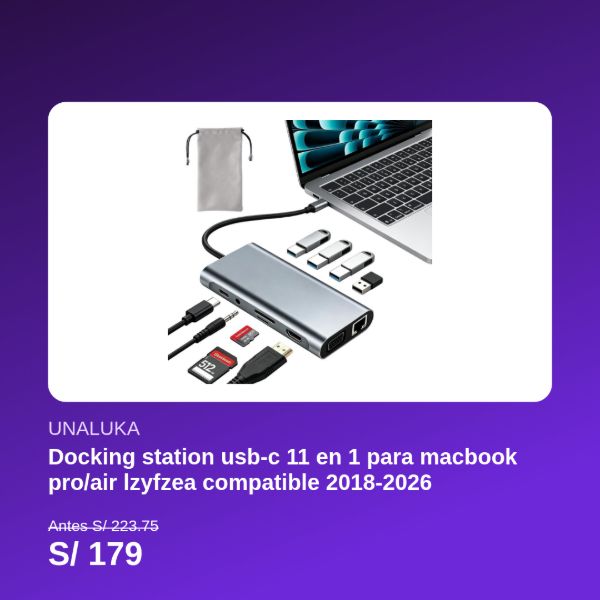 512
UNALUKA
Docking station usb-c 11 en 1 para macbook
pro/air lzyfzea compatible 2018-2026
Antes S/ 223.75
S/ 179